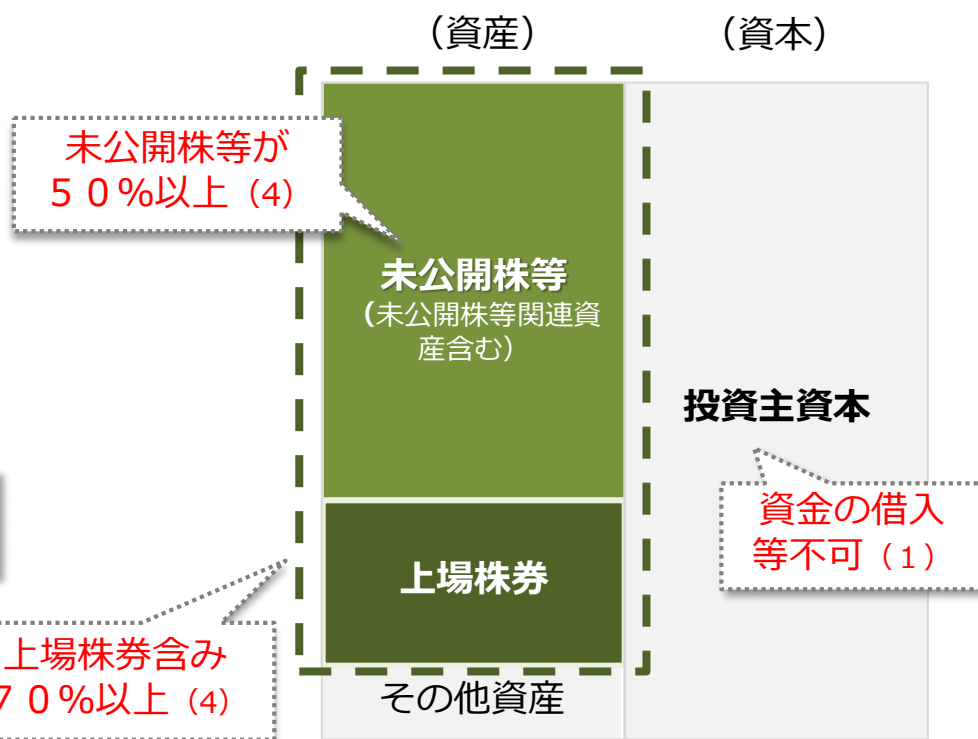 （資産）
（資本）
未公開株等が
５０%以上（4）
未公開株等
（未公開株等関連資
産含む）
投資主資本
資金の借入
等不可（１）
上場株券
上場株券含み
７０%以上（4）
その他資産